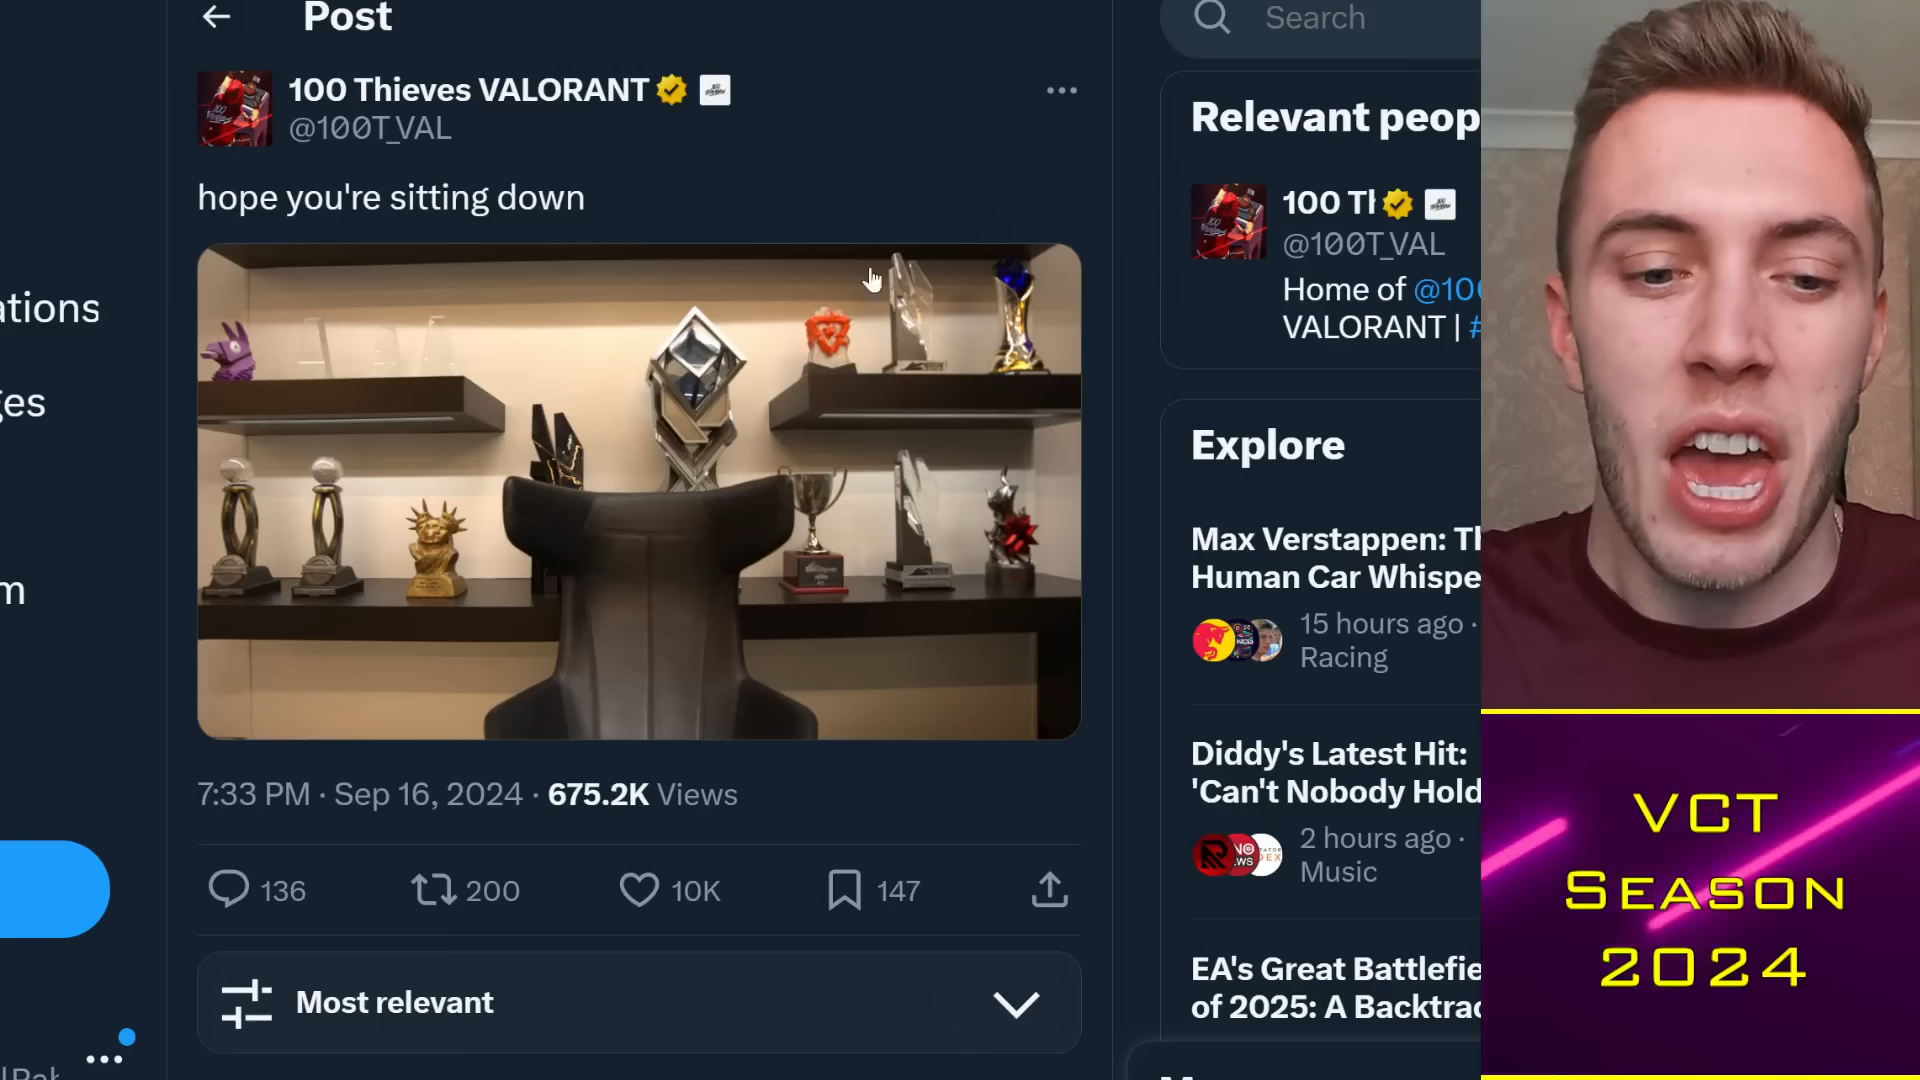 Post
Search
100 Thieves VALORANT
@100T_VAL
hope you're sitting down
7:33 PM · Sep 16, 2024 · 675.2K Views
136
200
10K
147
Most relevant
ations
ges
m
Relevant peop
100 Th
@100T_VAL
Home of @100
VALORANT | #
Explore
Max Verstappen: Th
Human Car Whispe
15 hours ago ·
Racing
Diddy's Latest Hit:
'Can't Nobody Hold
2 hours ago ·
Music
EA's Great Battlefie
of 2025: A Backtrac
VCT
SEASON
2024